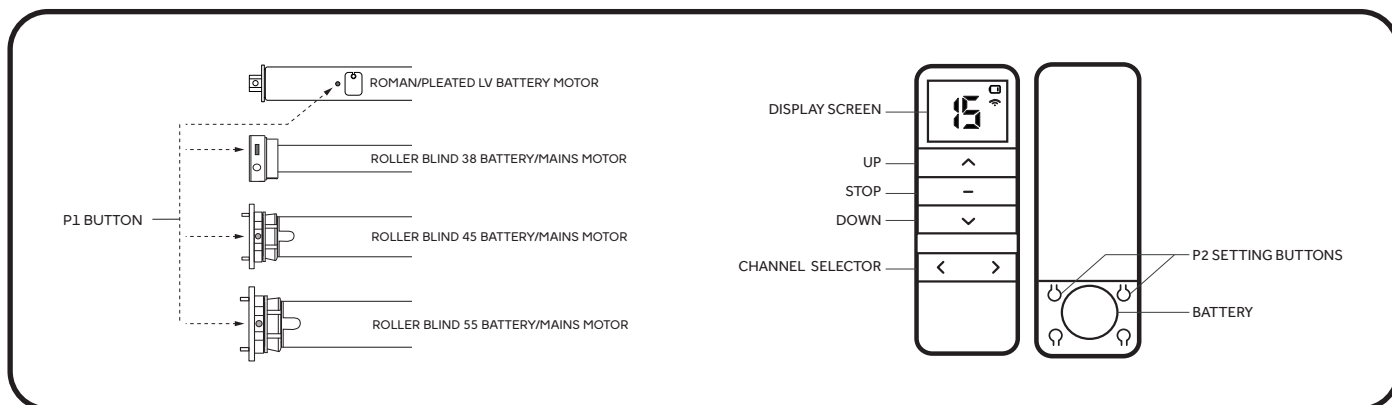 ROMAN/PLEATED LV BATTERY MOTOR
ROLLER BLIND 38 BATTERY/MAINS MOTOR
P1 BUTTON
ROLLER BLIND 45 BATTERY/MAINS MOTOR
ROLLER BLIND 55 BATTERY/MAINS MOTOR
DISPLAY SCREEN
15
UP
STOP
DOWN
CHANNEL SELECTOR
P2 SETTING BUTTONS
BATTERY